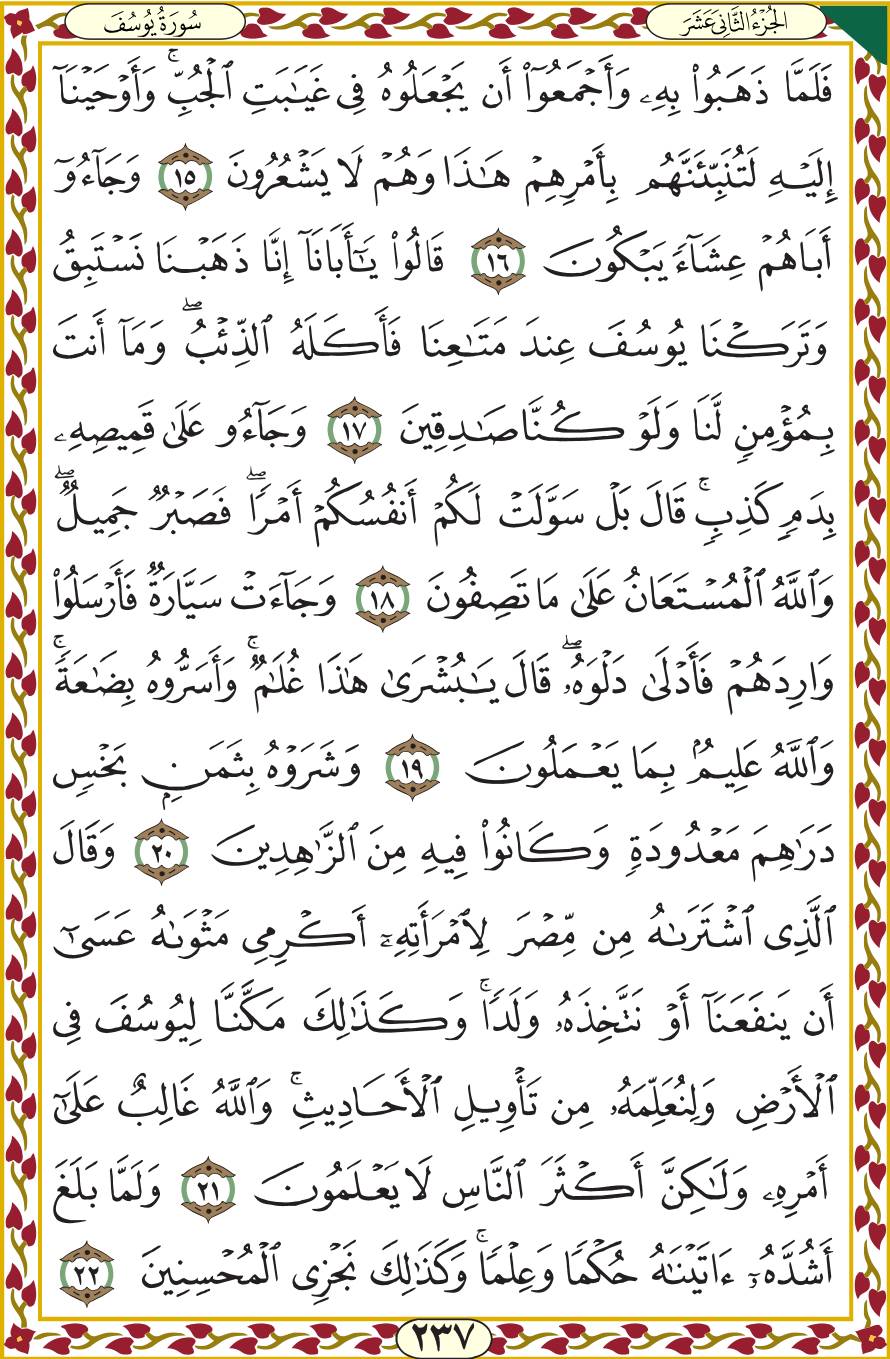 الجُزْءُ الثَّانِي عَشَرَ
سُورَةُ يُوسُفَ
فَلَمَّا ذَهَبُواْ بِهِۦ وَأَجۡمَعُوٓاْ أَن يَجۡعَلُوهُ فِي غَيَٰبَتِ ٱلۡجُبِّۚ وَأَوۡحَيۡنَآ
إِلَيۡهِ لَتُنَبِّئَنَّهُم بِأَمۡرِهِمۡ هَٰذَا وَهُمۡ لَا يَشۡعُرُونَ ١٥ وَجَآءُوٓ
أَبَاهُمۡ عِشَآءٗ يَبۡكُونَ ١٦ قَالُواْ يَٰٓأَبَانَآ إِنَّا ذَهَبۡنَا نَسۡتَبِقُ
وَتَرَكۡنَا يُوسُفَ عِندَ مَتَٰعِنَا فَأَكَلَهُ ٱلذِّئۡبُۖ وَمَآ أَنتَ
بِمُؤۡمِنٖ لَّنَا وَلَوۡ كُنَّا صَٰدِقِينَ ١٧ وَجَآءُو عَلَىٰ قَمِيصِهِۦ
بِدَمٖ كَذِبٖۚ قَالَ بَلۡ سَوَّلَتۡ لَكُمۡ أَنفُسُكُمۡ أَمۡرٗاۖ فَصَبۡرٞ جَمِيلٞۖ
وَٱللَّهُ ٱلۡمُسۡتَعَانُ عَلَىٰ مَا تَصِفُونَ ١٨ وَجَآءَتۡ سَيَّارَةٞ فَأَرۡسَلُواْ
وَارِدَهُمۡ فَأَدۡلَىٰ دَلۡوَهُۥۖ قَالَ يَٰبُشۡرَىٰ هَٰذَا غُلَٰمٞۚ وَأَسَرُّوهُ بِضَٰعَةٗۚ
وَٱللَّهُ عَلِيمُۢ بِمَا يَعۡمَلُونَ ١٩ وَشَرَوۡهُ بِثَمَنِۭ بَخۡسٖ
دَرَٰهِمَ مَعۡدُودَةٖ وَكَانُواْ فِيهِ مِنَ ٱلزَّٰهِدِينَ ٢٠ وَقَالَ
ٱلَّذِي ٱشۡتَرَىٰهُ مِن مِّصۡرَ لِٱمۡرَأَتِهِۦٓ أَكۡرِمِي مَثۡوَىٰهُ عَسَىٰٓ
أَن يَنفَعَنَآ أَوۡ نَتَّخِذَهُۥ وَلَدٗاۚ وَكَذَٰلِكَ مَكَّنَّا لِيُوسُفَ فِي
ٱلۡأَرۡضِ وَلِنُعَلِّمَهُۥ مِن تَأۡوِيلِ ٱلۡأَحَادِيثِۚ وَٱللَّهُ غَالِبٌ عَلَىٰٓ
أَمۡرِهِۦ وَلَٰكِنَّ أَكۡثَرَ ٱلنَّاسِ لَا يَعۡلَمُونَ ٢١ وَلَمَّا بَلَغَ
أَشُدَّهُۥٓ ءَاتَيۡنَٰهُ حُكۡمٗا وَعِلۡمٗاۚ وَكَذَٰلِكَ نَجۡزِي ٱلۡمُحۡسِنِينَ ٢٢
٢٣٧